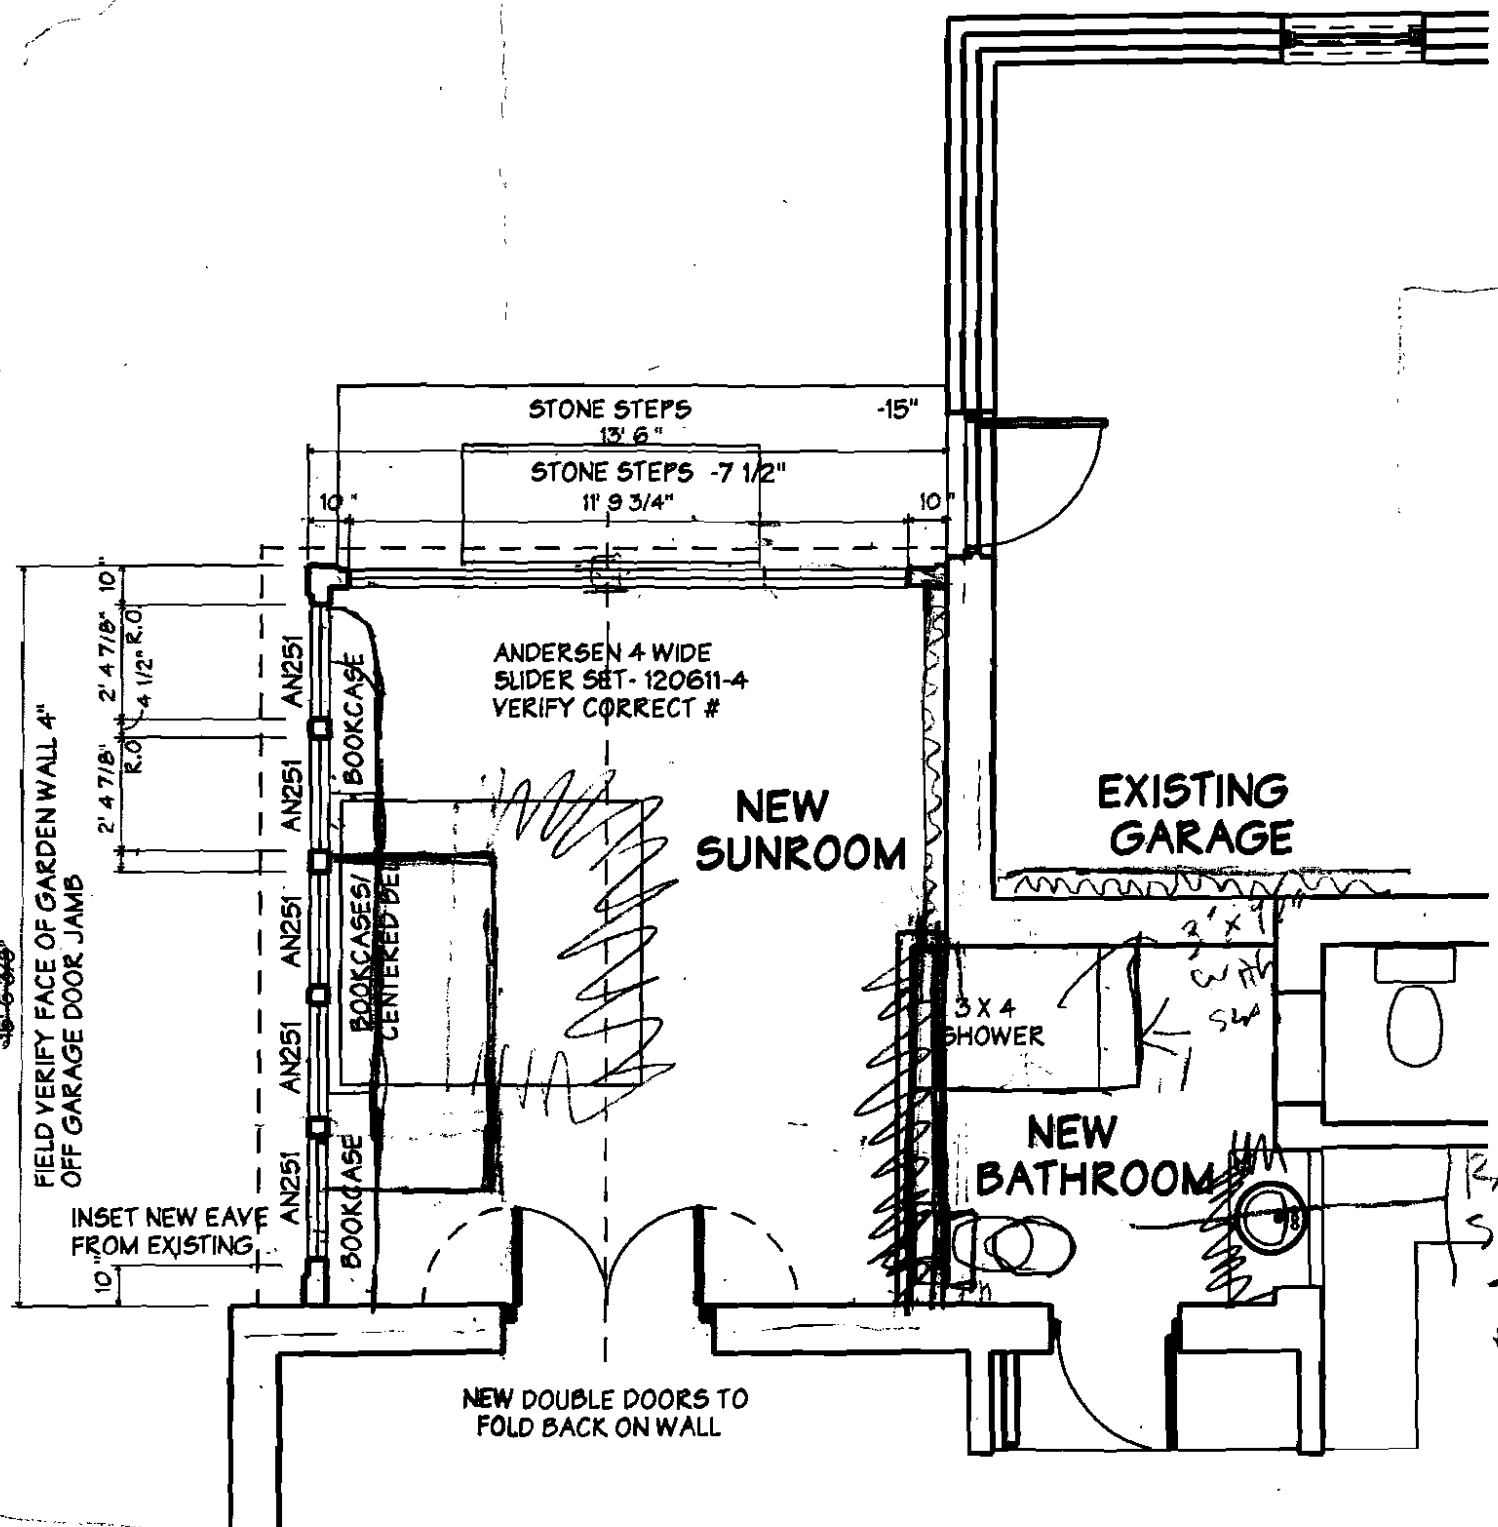 STONE STEPS -15"
13' 6"
STONE STEPS -7 1/2"
10" 11' 9 3/4" 10"
10"
2' 4 7/8" R.O.
4 1/2"
2' 4 7/8" R.O.
AN251
AN251
AN251
AN251
AN251
BOOKCASE
BOOKCASES/
CENTERED
BOOKCASE
ANDERSEN 4 WIDE
SLIDER SET- 120611-4
VERIFY CORRECT #
NEW
SUNROOM
EXISTING
GARAGE
FIELD VERIFY FACE OF GARDEN WALL 4"
OFF GARAGE DOOR JAMB
3 X 4
SHOWER
NEW
BATHROOM
INSET NEW EAVE
FROM EXISTING
10"
NEW DOUBLE DOORS TO
FOLD BACK ON WALL